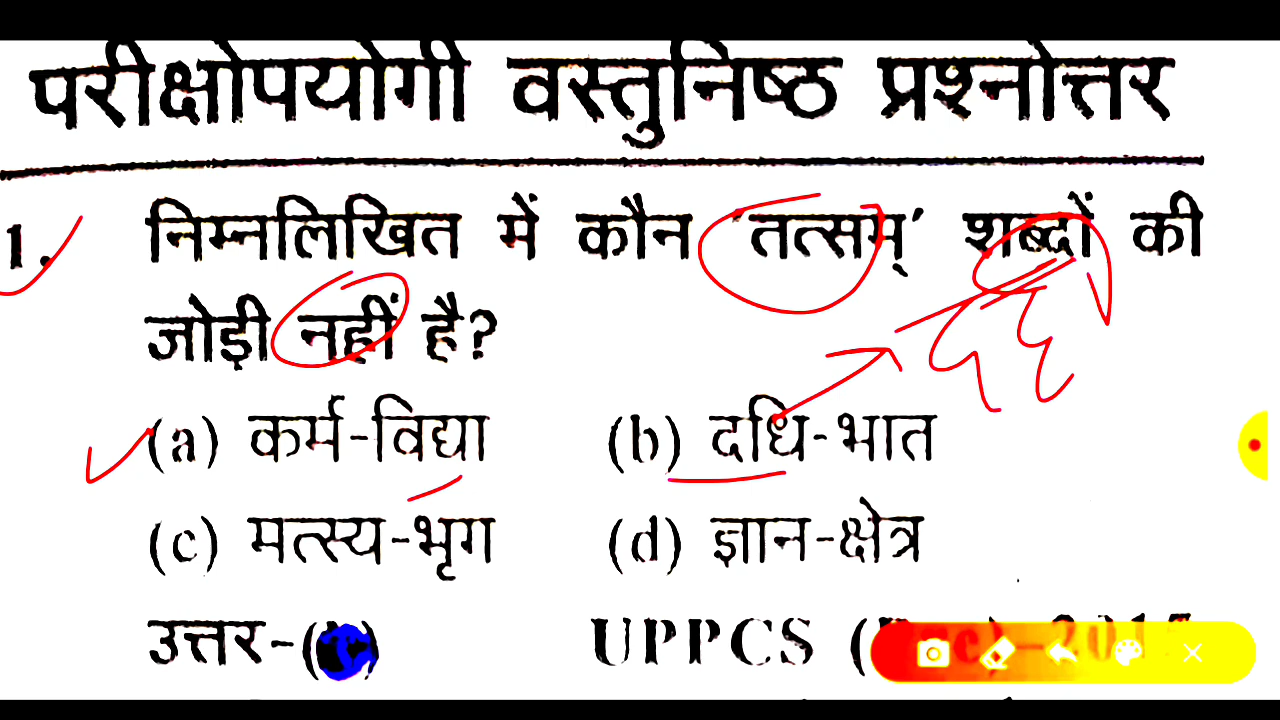 परीक्षोपयोगी वस्तुनिष्ठ प्रश्नोत्तर
1. निम्नलिखित में कौन 'तत्सम्' शब्दों की
जोड़ी नहीं है?
(a) कर्म-विद्या (b) दधि-भात
(c) मत्स्य-भृग (d) ज्ञान-क्षेत्र
उत्तर-( ) UPPCS (